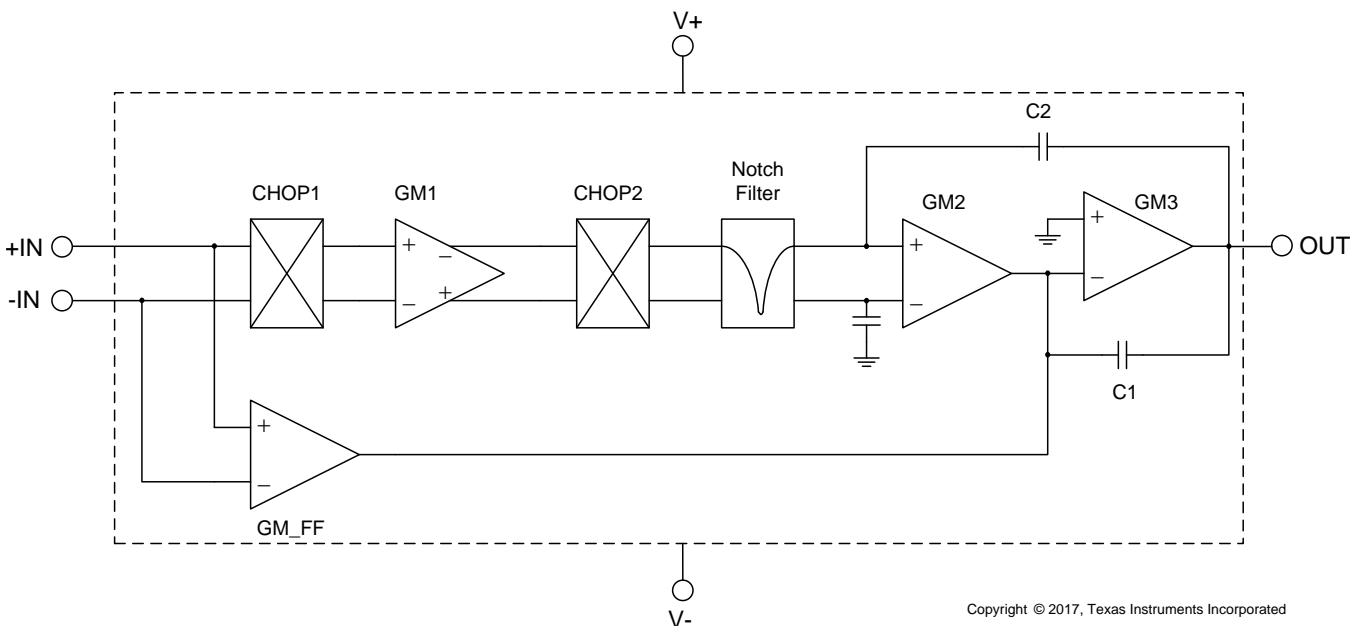 V+
C2
Notch
Filter
CHOP1
GM1
CHOP2
GM2
GM3
+IN
-IN
OUT
+
-
-
+
+
-
+
-
C1
+
-
GM_FF
V-
Copyright © 2017, Texas Instruments Incorporated